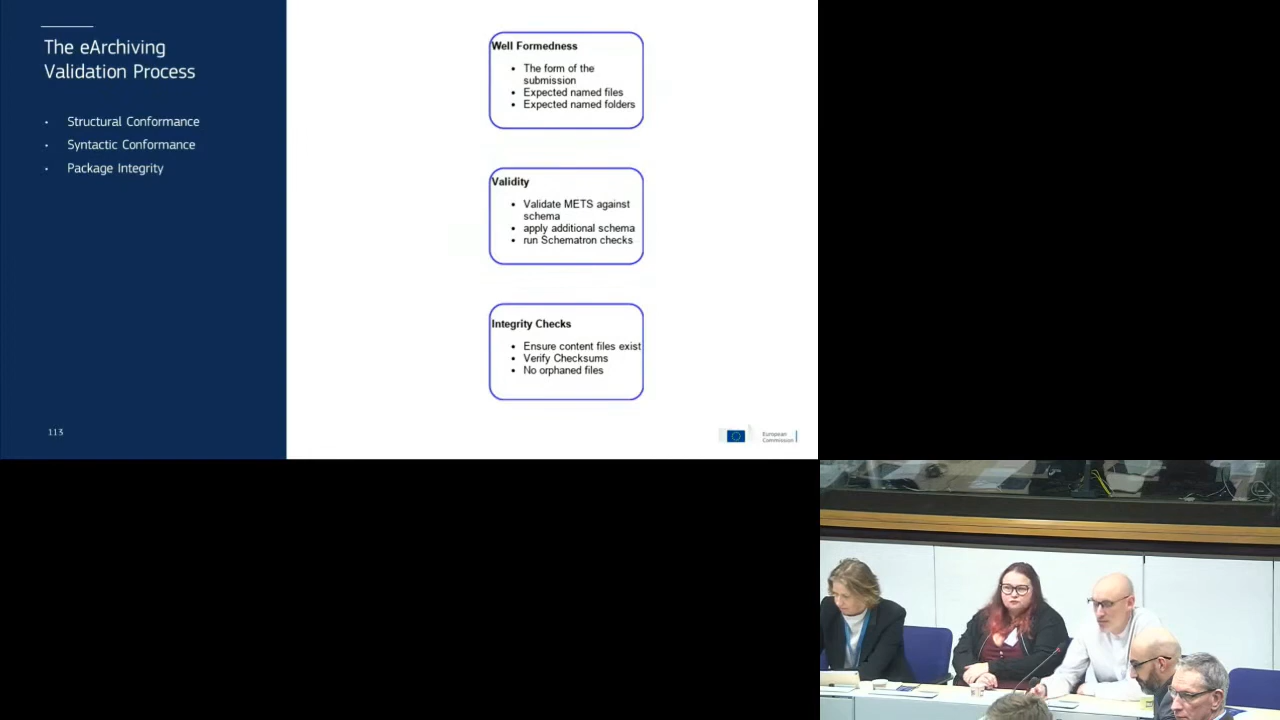 The eArchiving
Validation Process
• Structural Conformance
• Syntactic Conformance
• Package Integrity
113
Well Formedness
• The form of the
submission
• Expected named files
• Expected named folders
Validity
• Validate METS against
schema
• apply additional schema
• run Schematron checks
Integrity Checks
• Ensure content files exist
• Verify Checksums
• No orphaned files
European
Commission